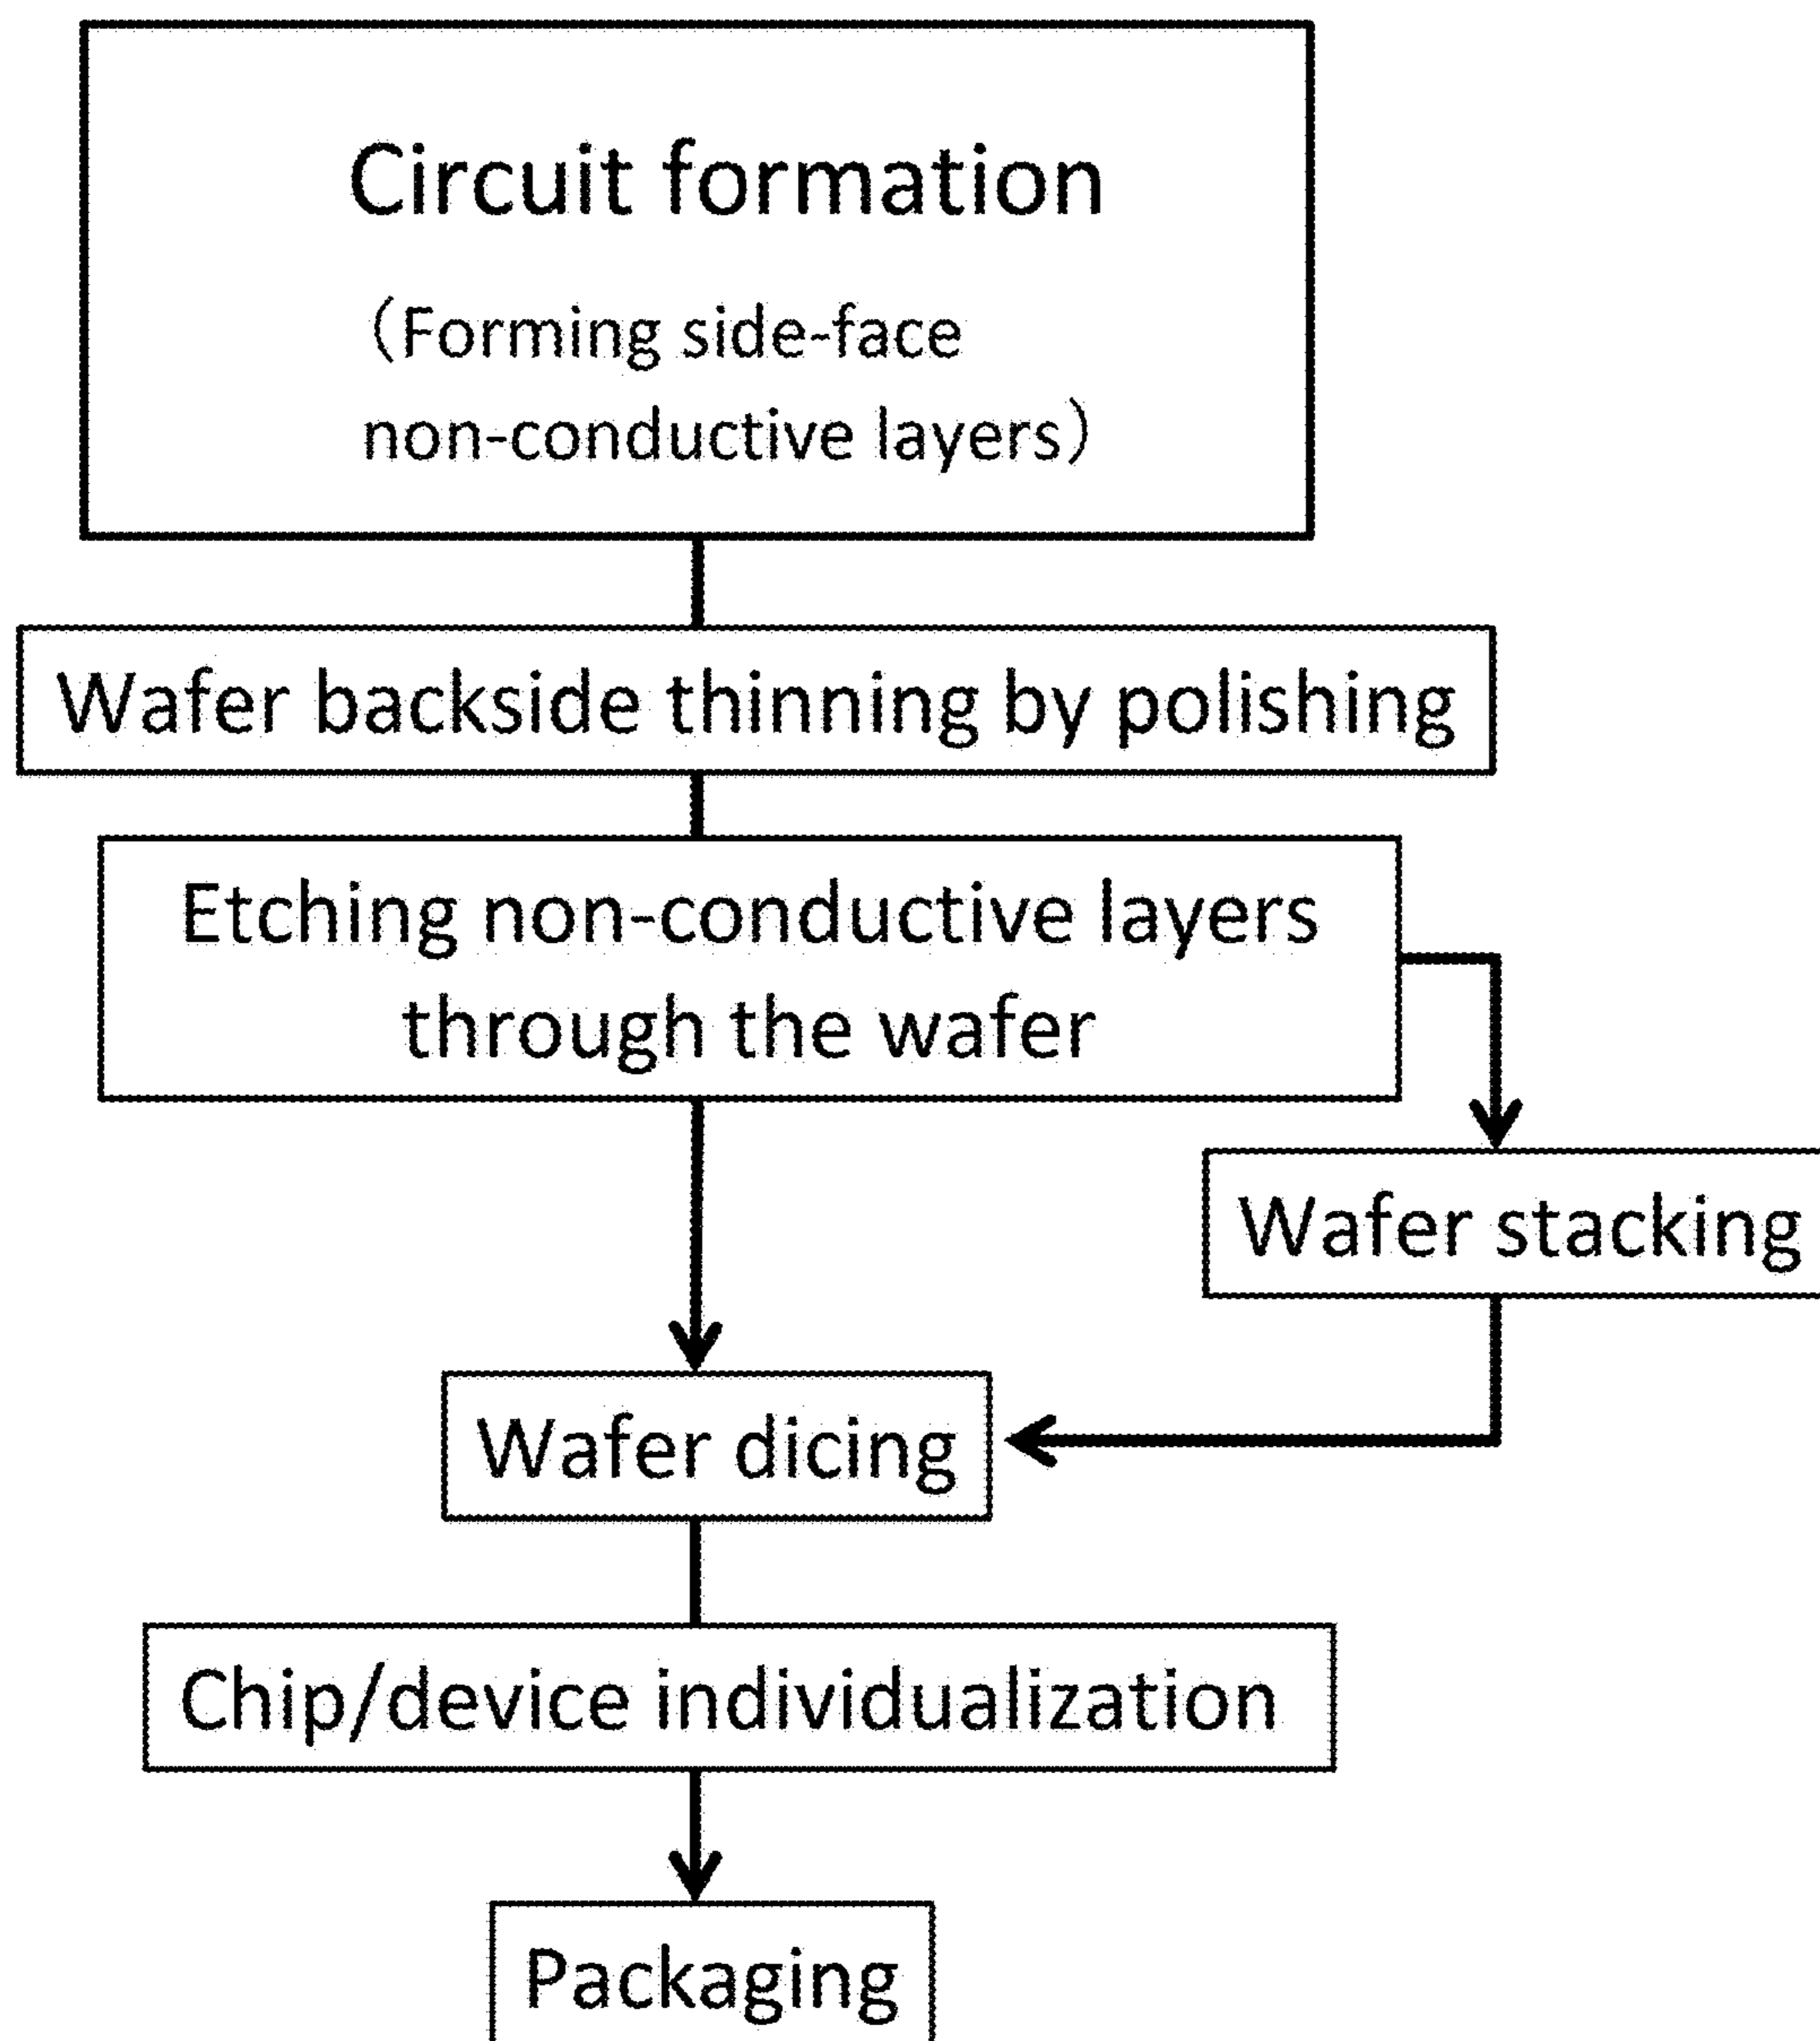 Circuit formation
（Forming side-face
non-conductive layers）
Wafer backside thinning by polishing
Etching non-conductive layers
through the wafer
Wafer stacking
Wafer dicing
Chip/device individualization
Packaging